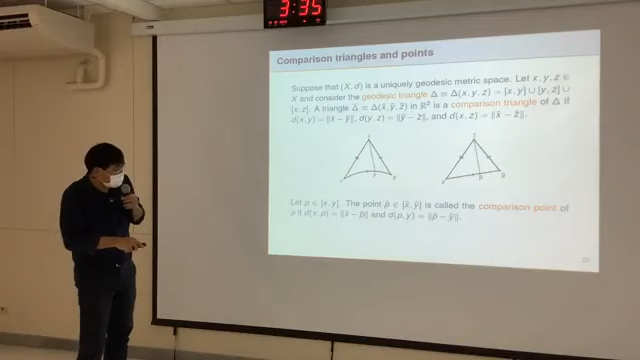 3:35
Comparison triangles and points
Suppose that (X, d) is a uniquely geodesic metric space. Let x, y, z ∈
X and consider the geodesic triangle Δ = Δ(x, y, z) = [x, y] ∪ [y, z] ∪
[x, z]. A triangle Δ̄ = Δ(x̄, ȳ, z̄) in ℝ² is a comparison triangle of Δ if
d(x, y) = ‖x̄ − ȳ‖, d(y, z) = ‖ȳ − z̄‖, and d(x, z) = ‖x̄ − z̄‖.
Let p ∈ [x, y]. The point p̄ ∈ [x̄, ȳ] is called the comparison point of
p if d(x, p) = ‖x̄ − p̄‖ and d(p, y) = ‖p̄ − ȳ‖.